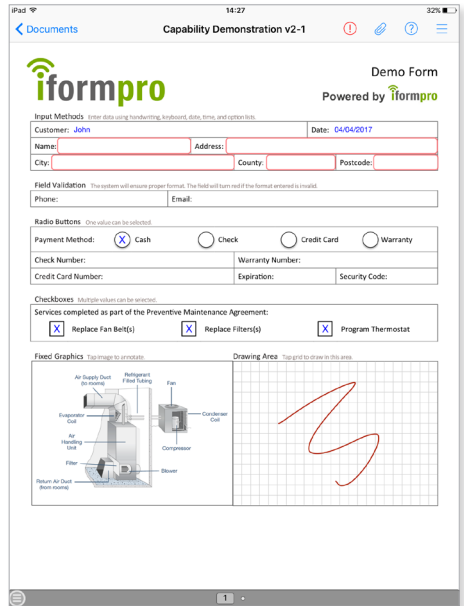 iPad 14:27 32%
Documents Capability Demonstration v2-1
iformpro
Demo Form
Powered by iformpro
Input Methods Enter data using handwriting, keyboard, date, time, and option lists.
Customer: John Date: 04/04/2017
Name: Address:
City: County: Postcode:
Field Validation The system will ensure proper format. The field will turn red if the format entered is invalid.
Phone: Email:
Radio Buttons One value can be selected.
Payment Method: X Cash Check Credit Card Warranty
Check Number: Warranty Number:
Credit Card Number: Expiration: Security Code:
Checkboxes Multiple values can be selected.
Services completed as part of the Preventive Maintenance Agreement:
X Replace Fan Belt(s) X Replace Filters(s) X Program Thermostat
Fixed Graphics Tap image to annotate. Drawing Area Tap grid to draw in this area.
Air Supply Duct
(to rooms)
Refrigerant
Filled Tubing
Fan
Evaporator
Coil
Condenser
Coil
Air
Handling
Unit
Compressor
Filter
Blower
Return Air Duct
(from rooms)
1